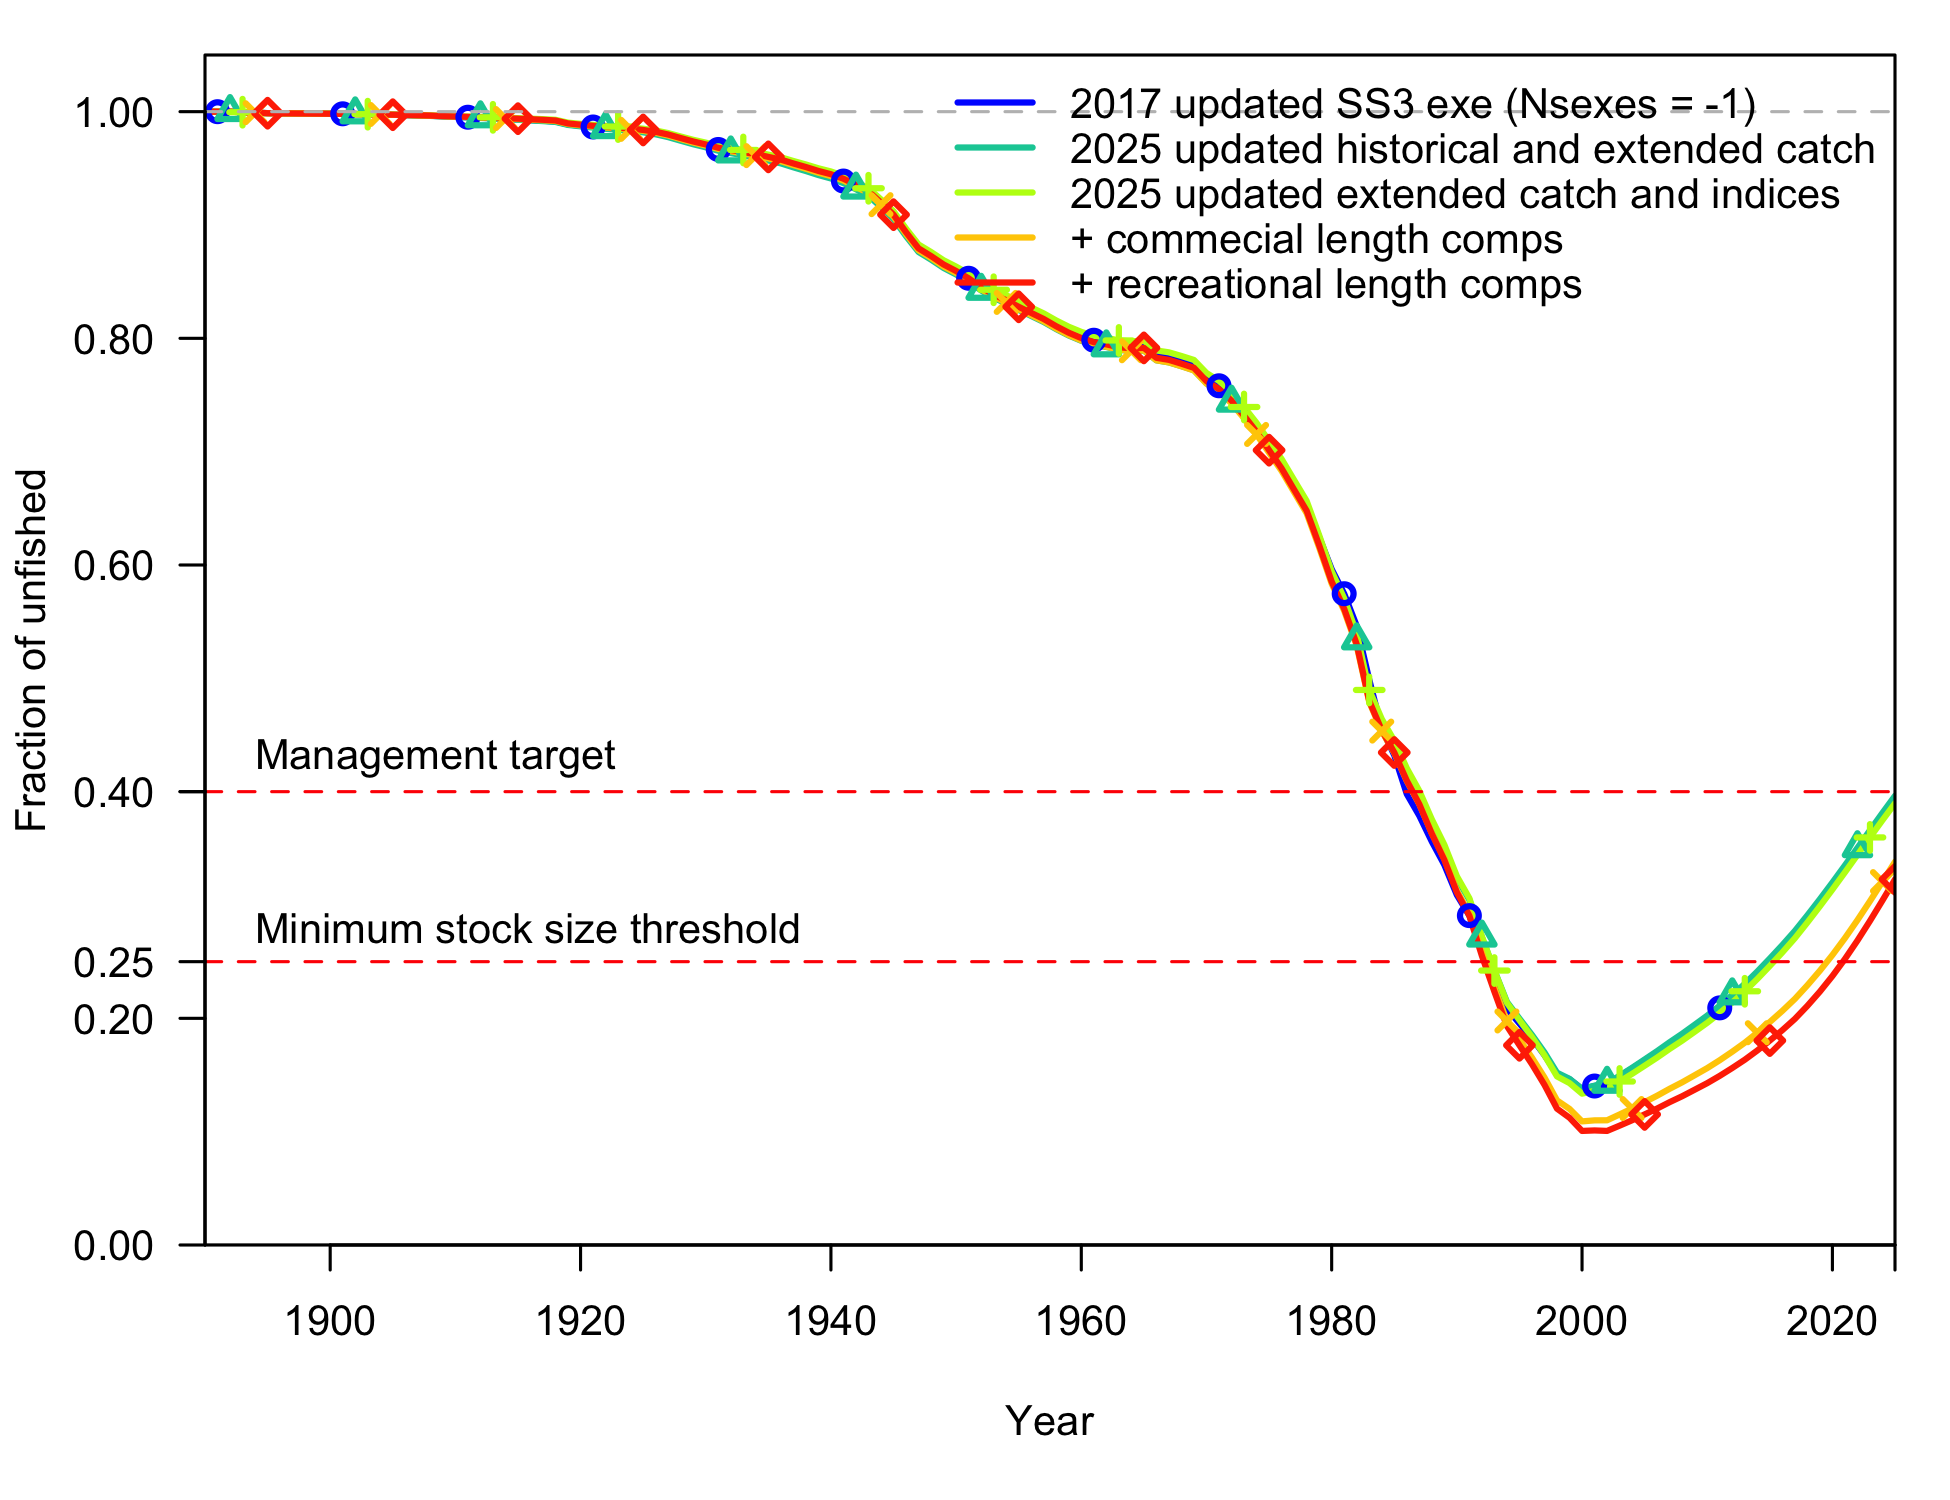 1.00
0.80
0.60
0.40
0.25
0.20
0.00
Fraction of unfished
2017 updated SS3 exe (Nsexes = -1)
2025 updated historical and extended catch
2025 updated extended catch and indices
+ commecial length comps
+ recreational length comps
Management target
Minimum stock size threshold
1900 1920 1940 1960 1980 2000 2020
Year